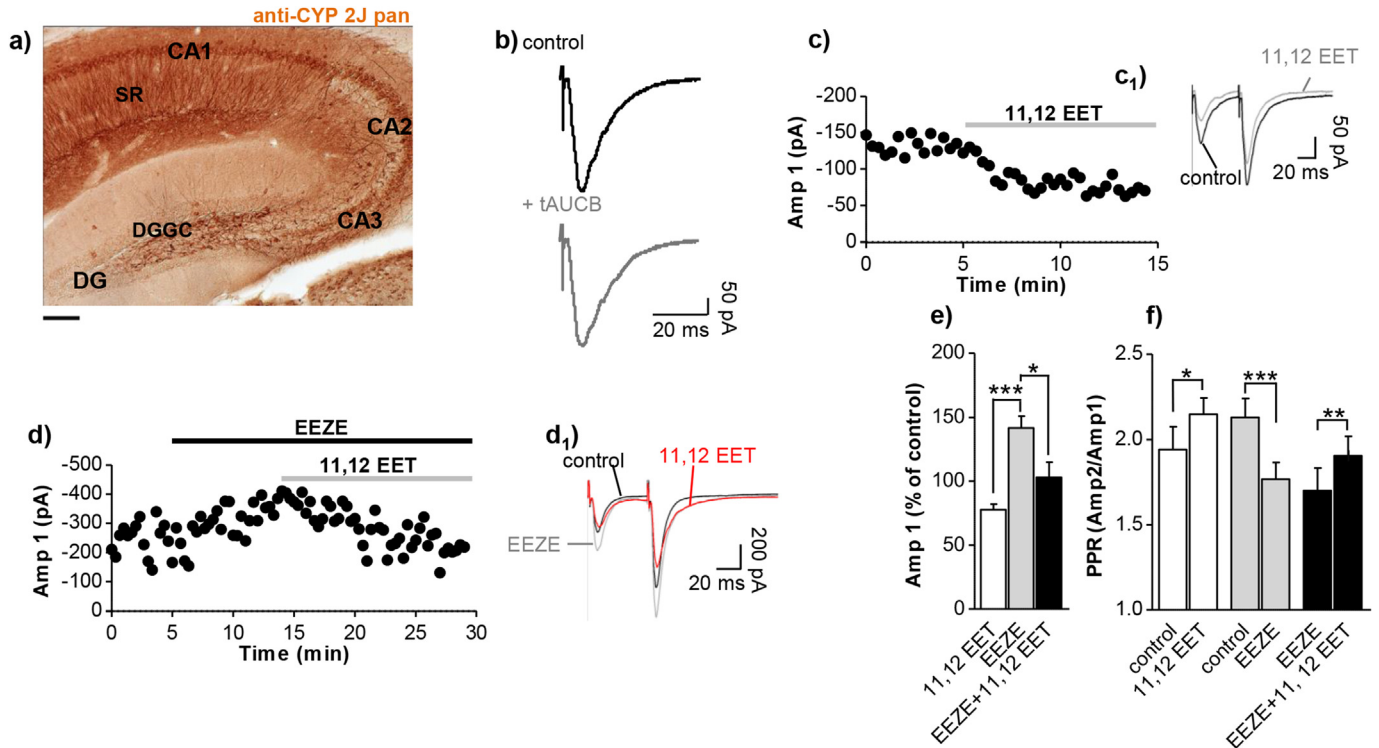 anti-CYP 2J pan
a)
CA1
SR
CA2
CA3
DGGC
DG
b)
control
+ tAUCB
50 pA
20 ms
c)
Amp 1 (pA)
-200
-150
-100
-50
0
11,12 EET
0 5 10 15
Time (min)
c1)
11,12 EET
control
50 pA
20 ms
d)
Amp 1 (pA)
-500
-400
-300
-200
-100
0
EEZE
11,12 EET
0 5 10 15 20 25 30
Time (min)
d1)
control
11,12 EET
EEZE
200 pA
20 ms
e)
Amp 1 (% of control)
200
150
100
50
0
*** *
11,12 EET
EEZE
EEZE+11,12 EET
f)
PPR (Amp2/Amp1)
2.5
2.0
1.5
1.0
* *** **
control
11,12 EET
control
EEZE
EEZE
EEZE+11, 12 EET